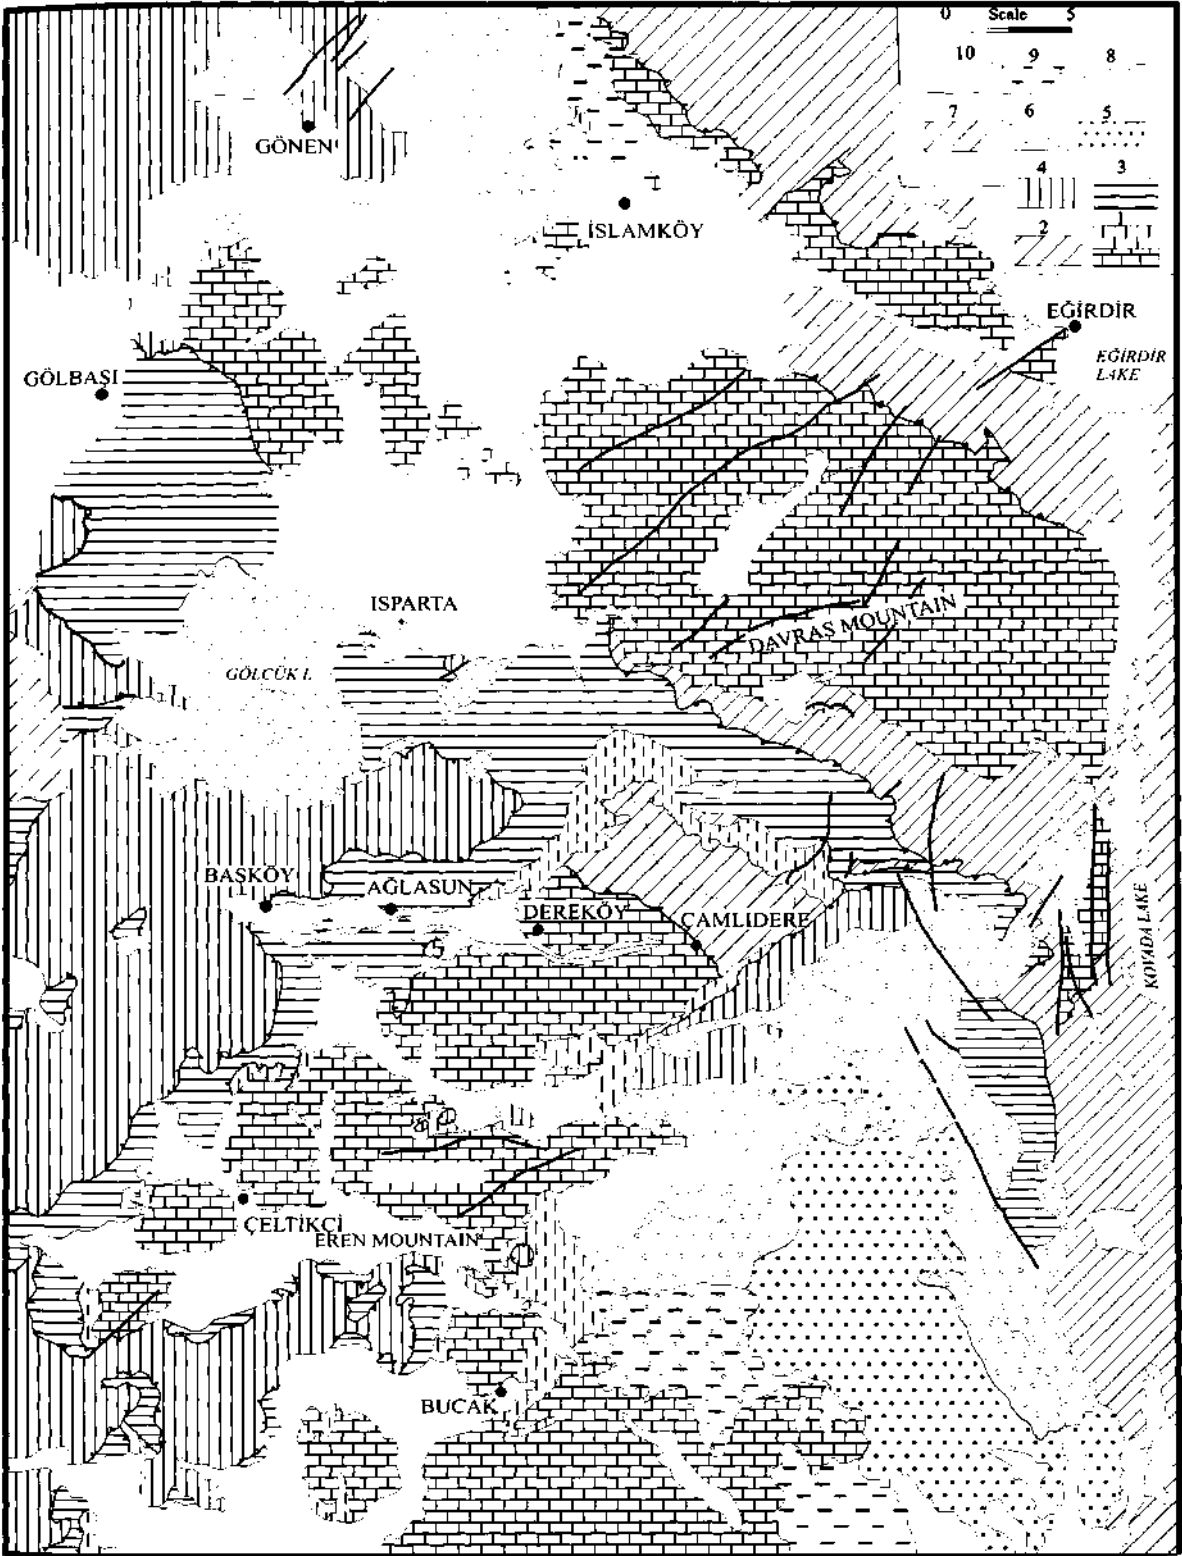 0 Scale 5
10 9 8
7 6 5
4 3
2
GÖNEN
İSLAMKÖY
EĞİRDİR
EĞİRDİR
LAKE
GÖLBAŞI
ISPARTA
DAVRAS MOUNTAIN
GÖLCÜK L
BAŞKÖY
AĞLASUN
DEREKÖY
ÇAMLIDERE
KOVADA LAKE
ÇELTİKÇİ
EREN MOUNTAIN
BUCAK